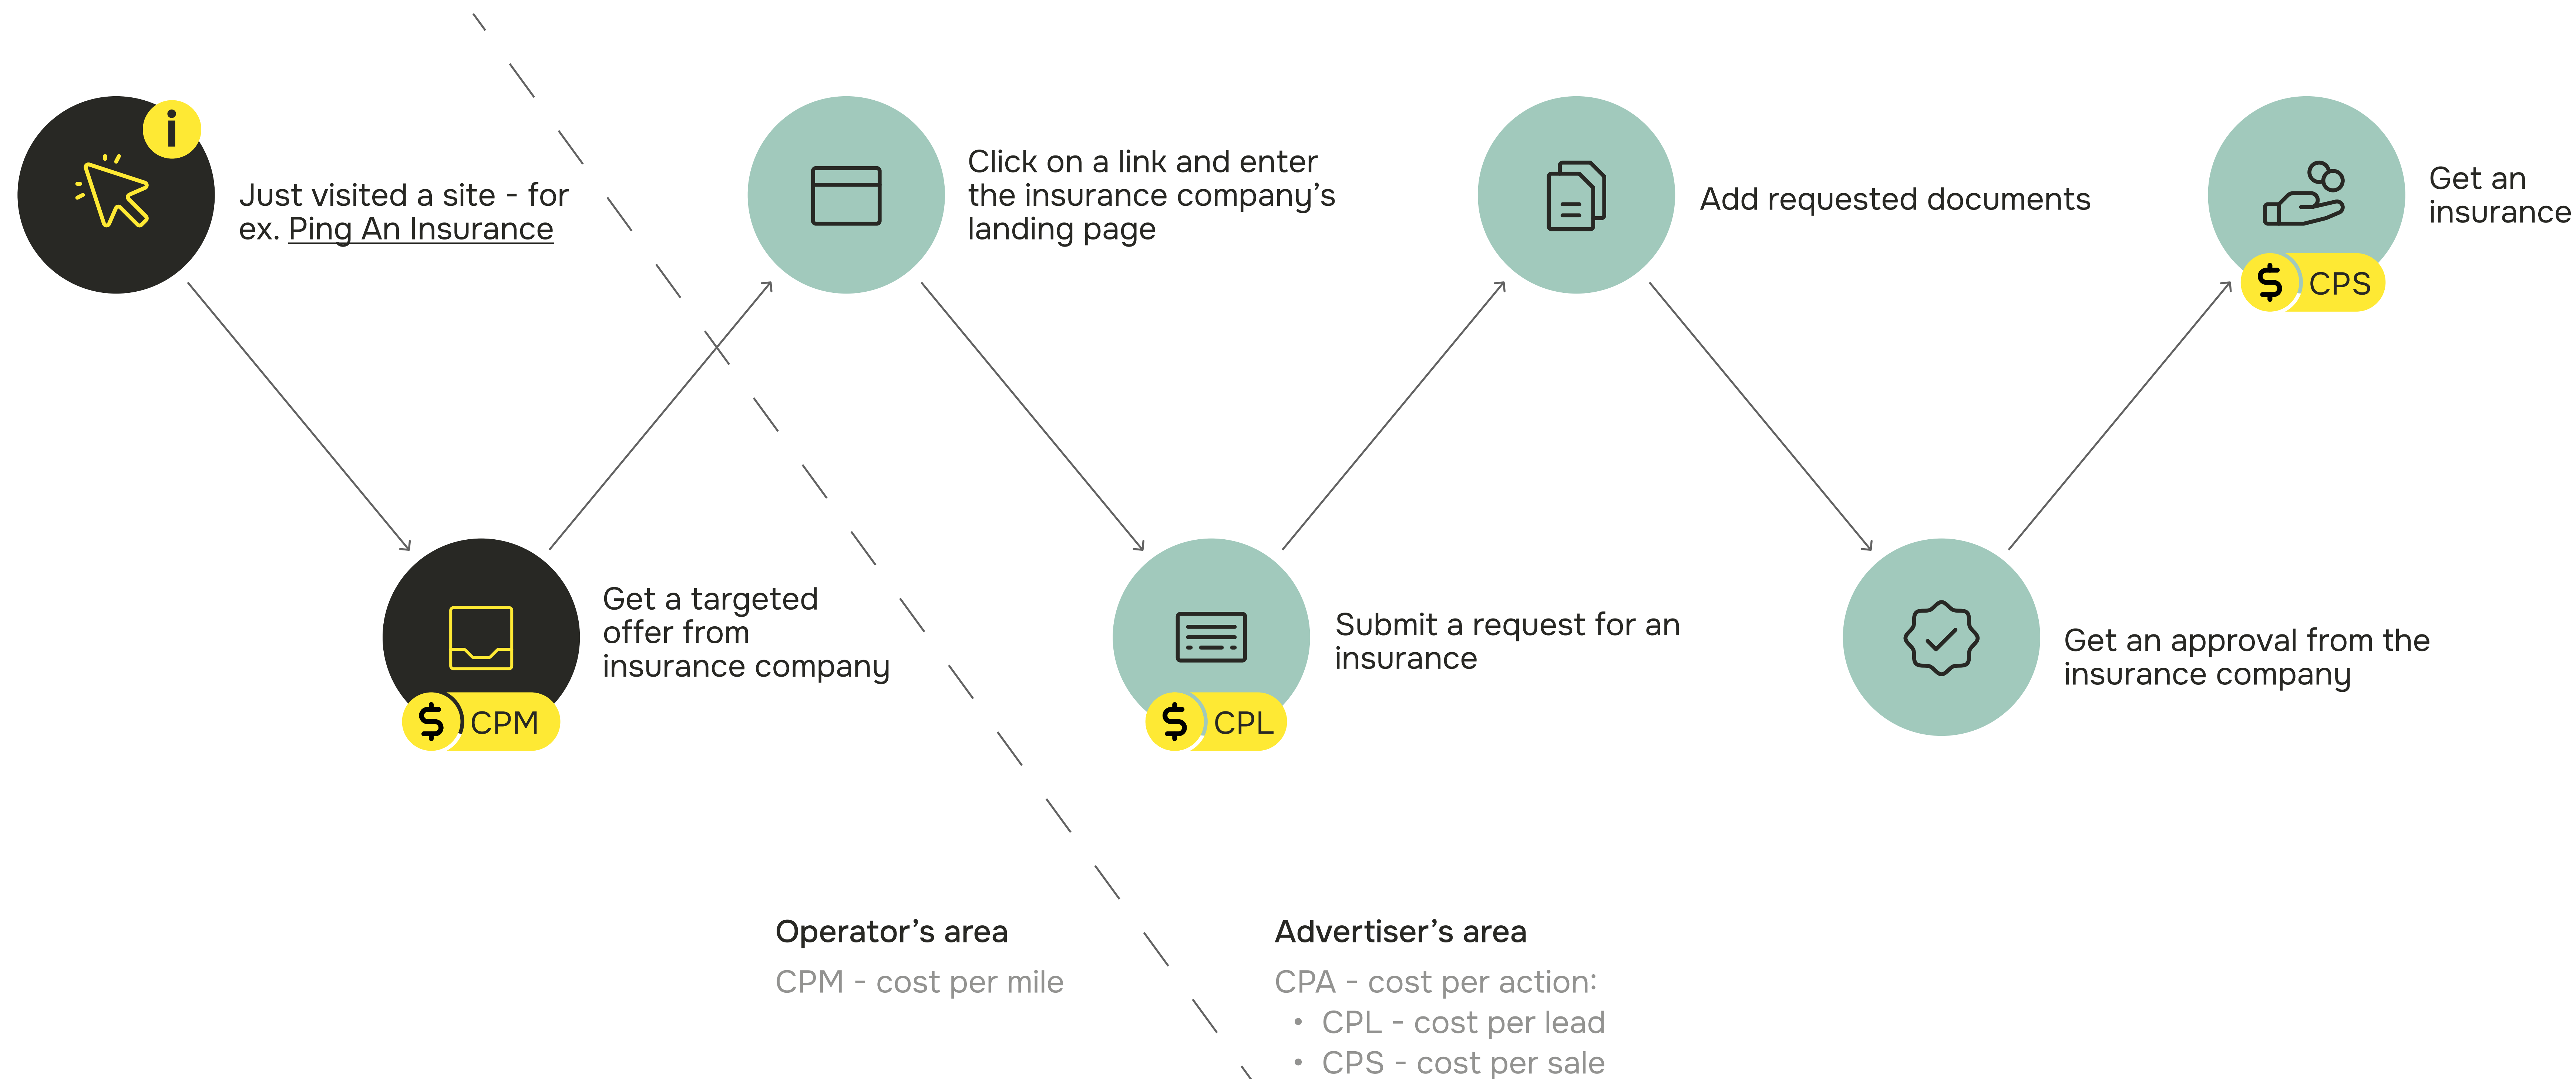 i
Just visited a site - for
ex. Ping An Insurance
Click on a link and enter
the insurance company’s
landing page
Add requested documents
Get an
insurance
$ CPS
Get a targeted
offer from
insurance company
$ CPM
Submit a request for an
insurance
$ CPL
Get an approval from the
insurance company
Operator’s area
CPM - cost per mile
Advertiser’s area
CPA - cost per action:
• CPL - cost per lead
• CPS - cost per sale